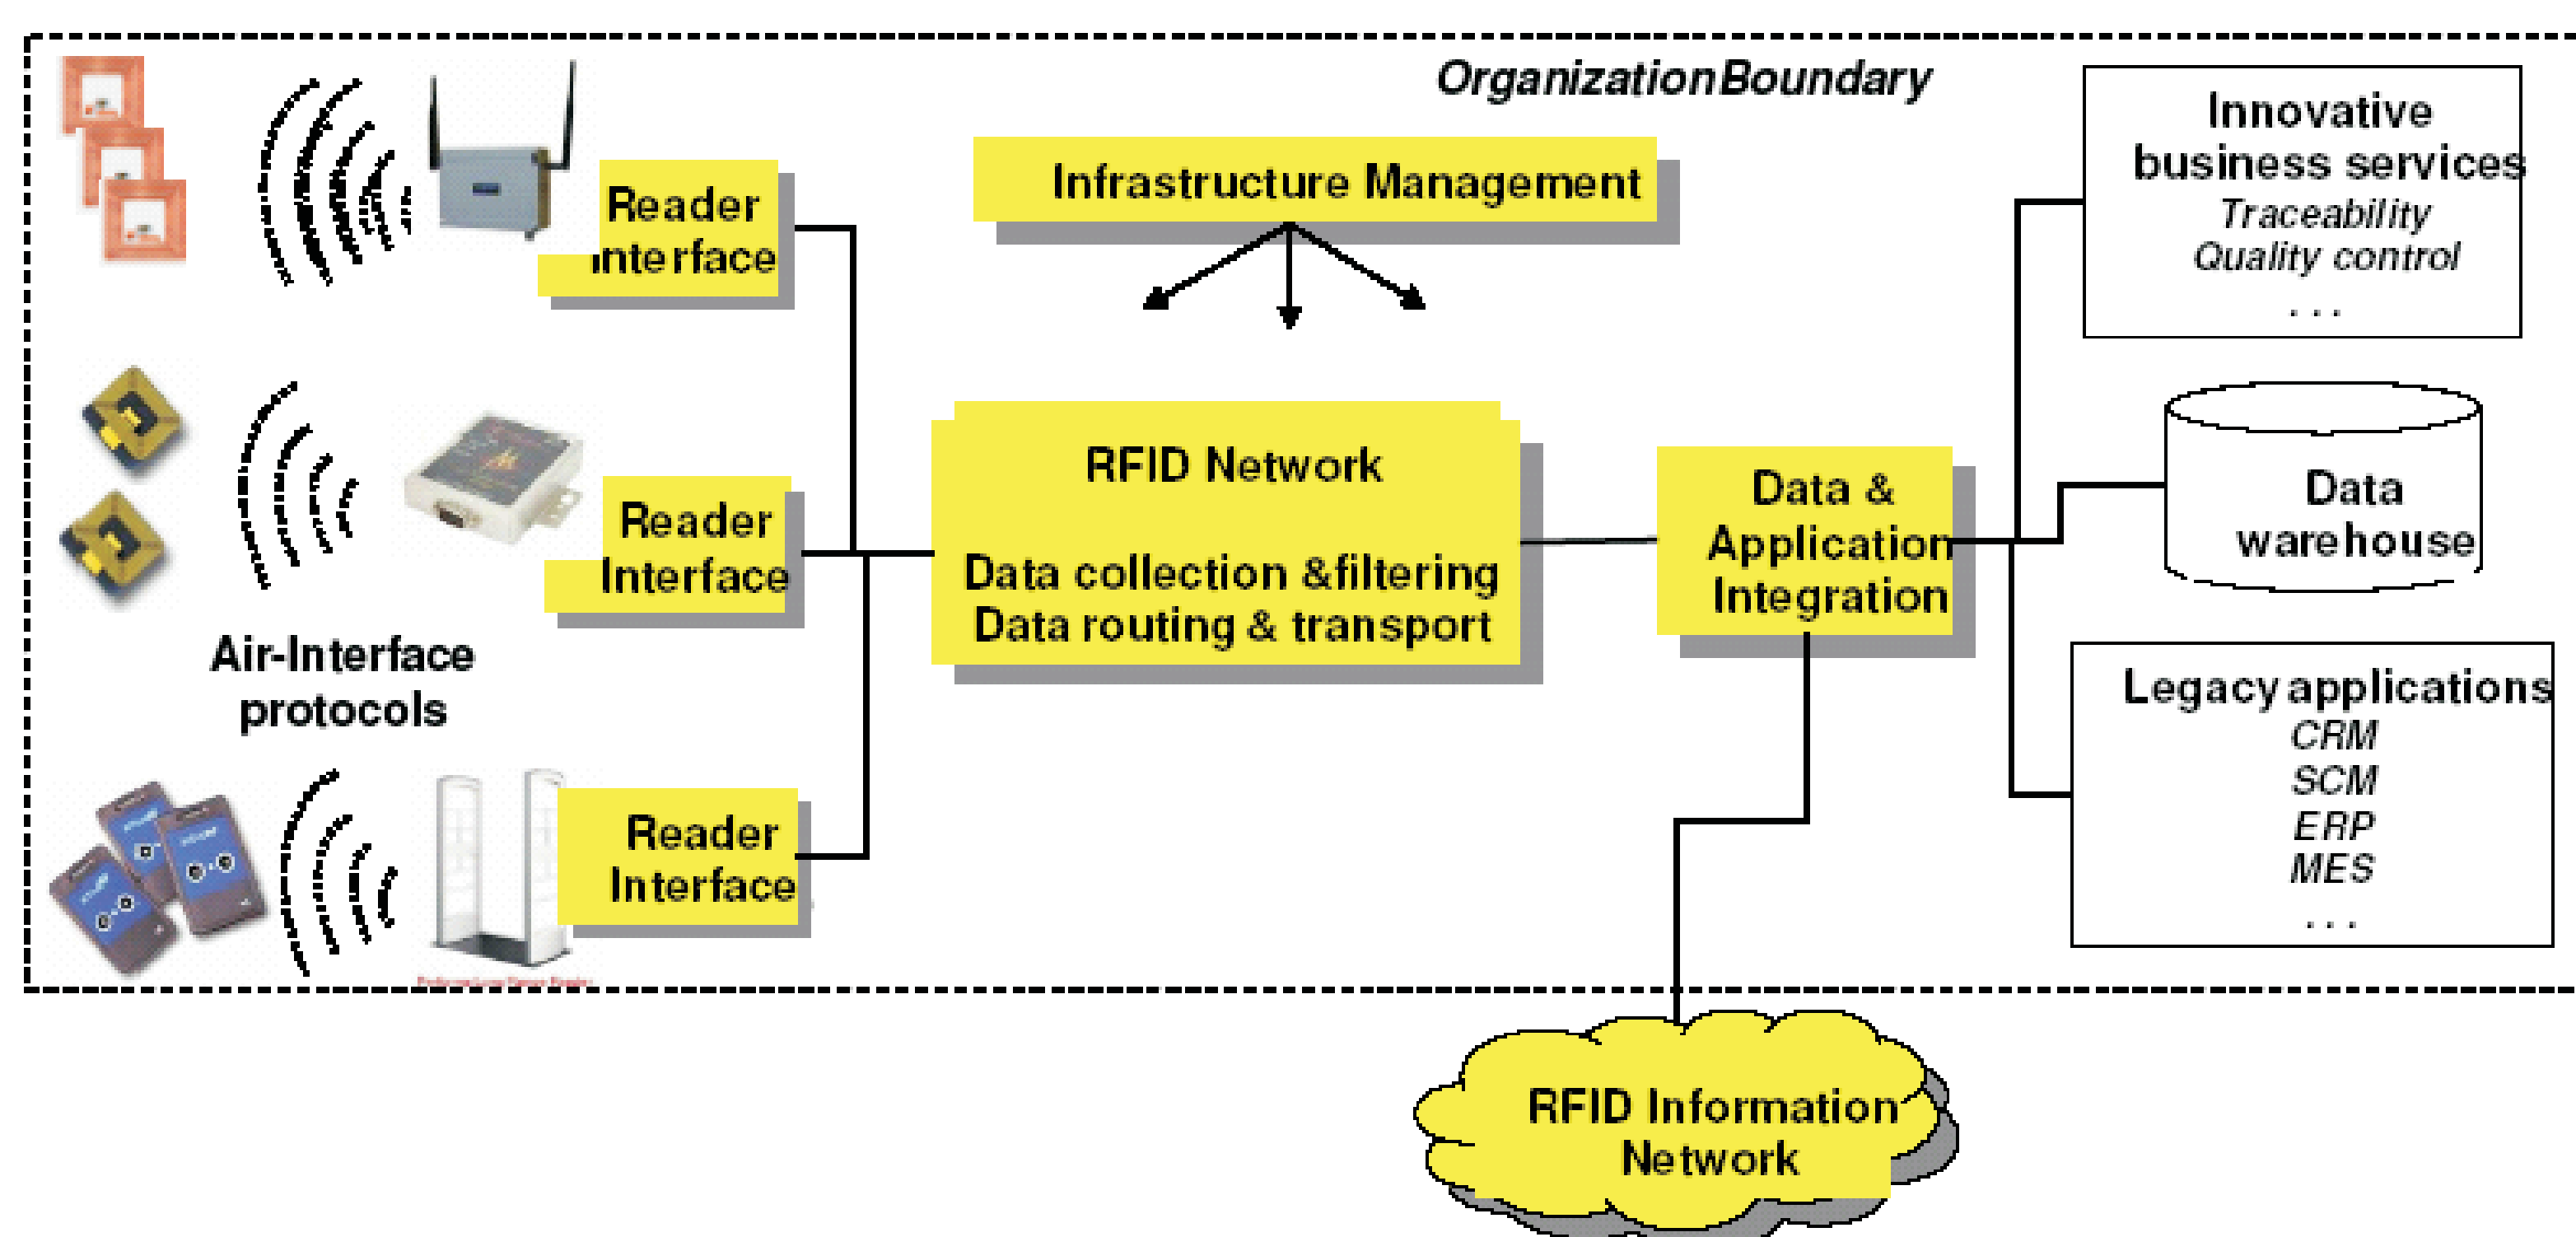 OrganizationBoundary
Infrastructure Management
Reader
Interface
Reader
Interface
Air-Interface
protocols
Reader
Interface
RFID Network
Data collection &filtering
Data routing & transport
Data &
Application
Integration
Innovative
business services
Traceability
Quality control
. . .
Data
warehouse
Legacy applications
CRM
SCM
ERP
MES
. . .
RFID Information
Network